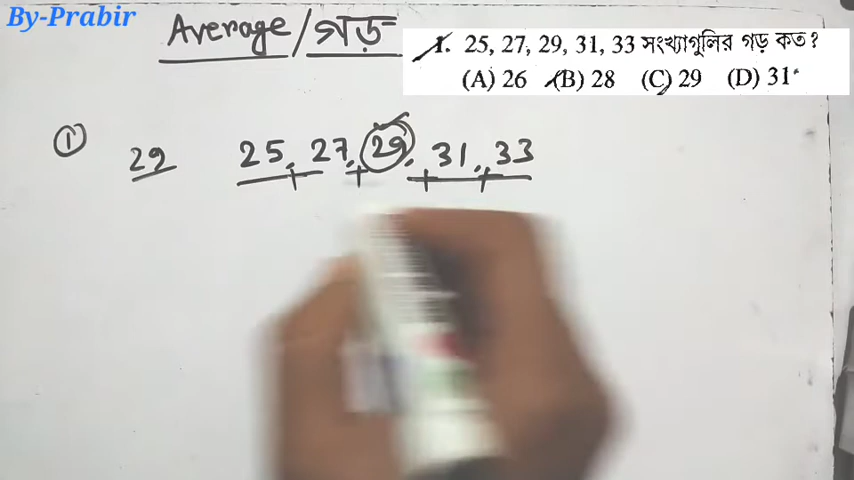 By-Prabir
Average/গড়
1. 25, 27, 29, 31, 33 সংখ্যাগুলির গড় কত?
(A) 26 (B) 28 (C) 29 (D) 31
① 29 25, 27, 29, 31, 33